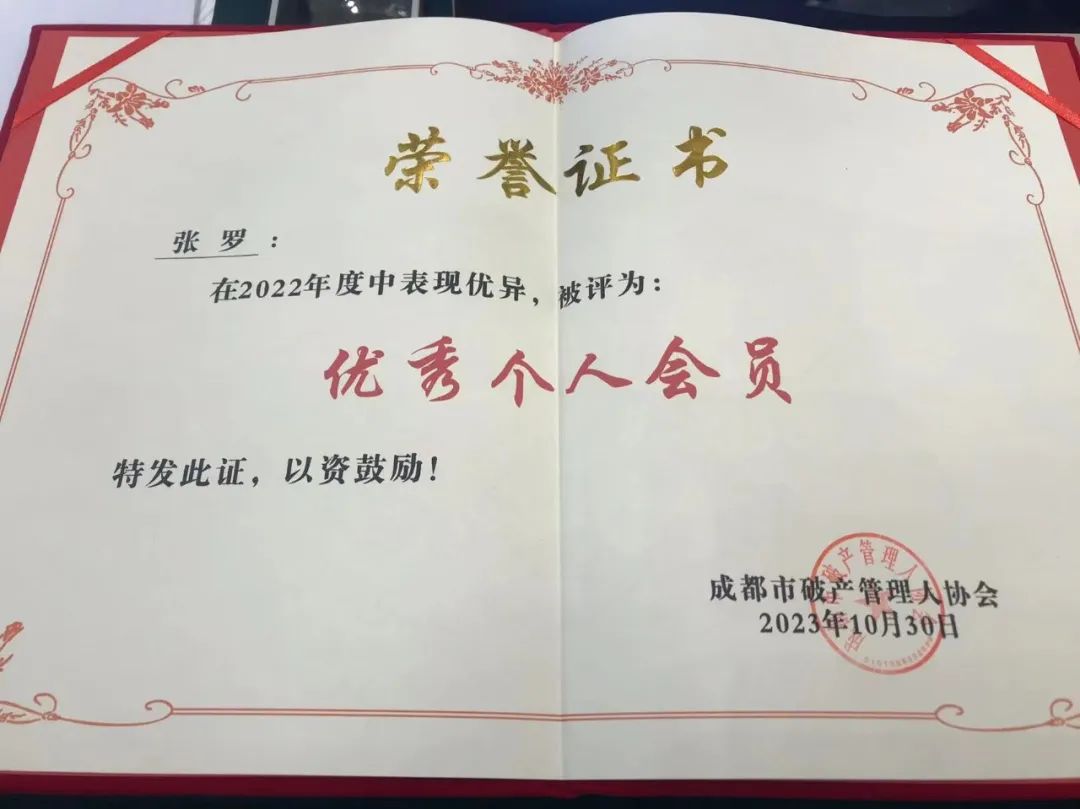 荣誉证书
张罗：
在2022年度中表现优异，被评为：
优秀个人会员
特发此证，以资鼓励！
成都市破产管理人协会
2023年10月30日